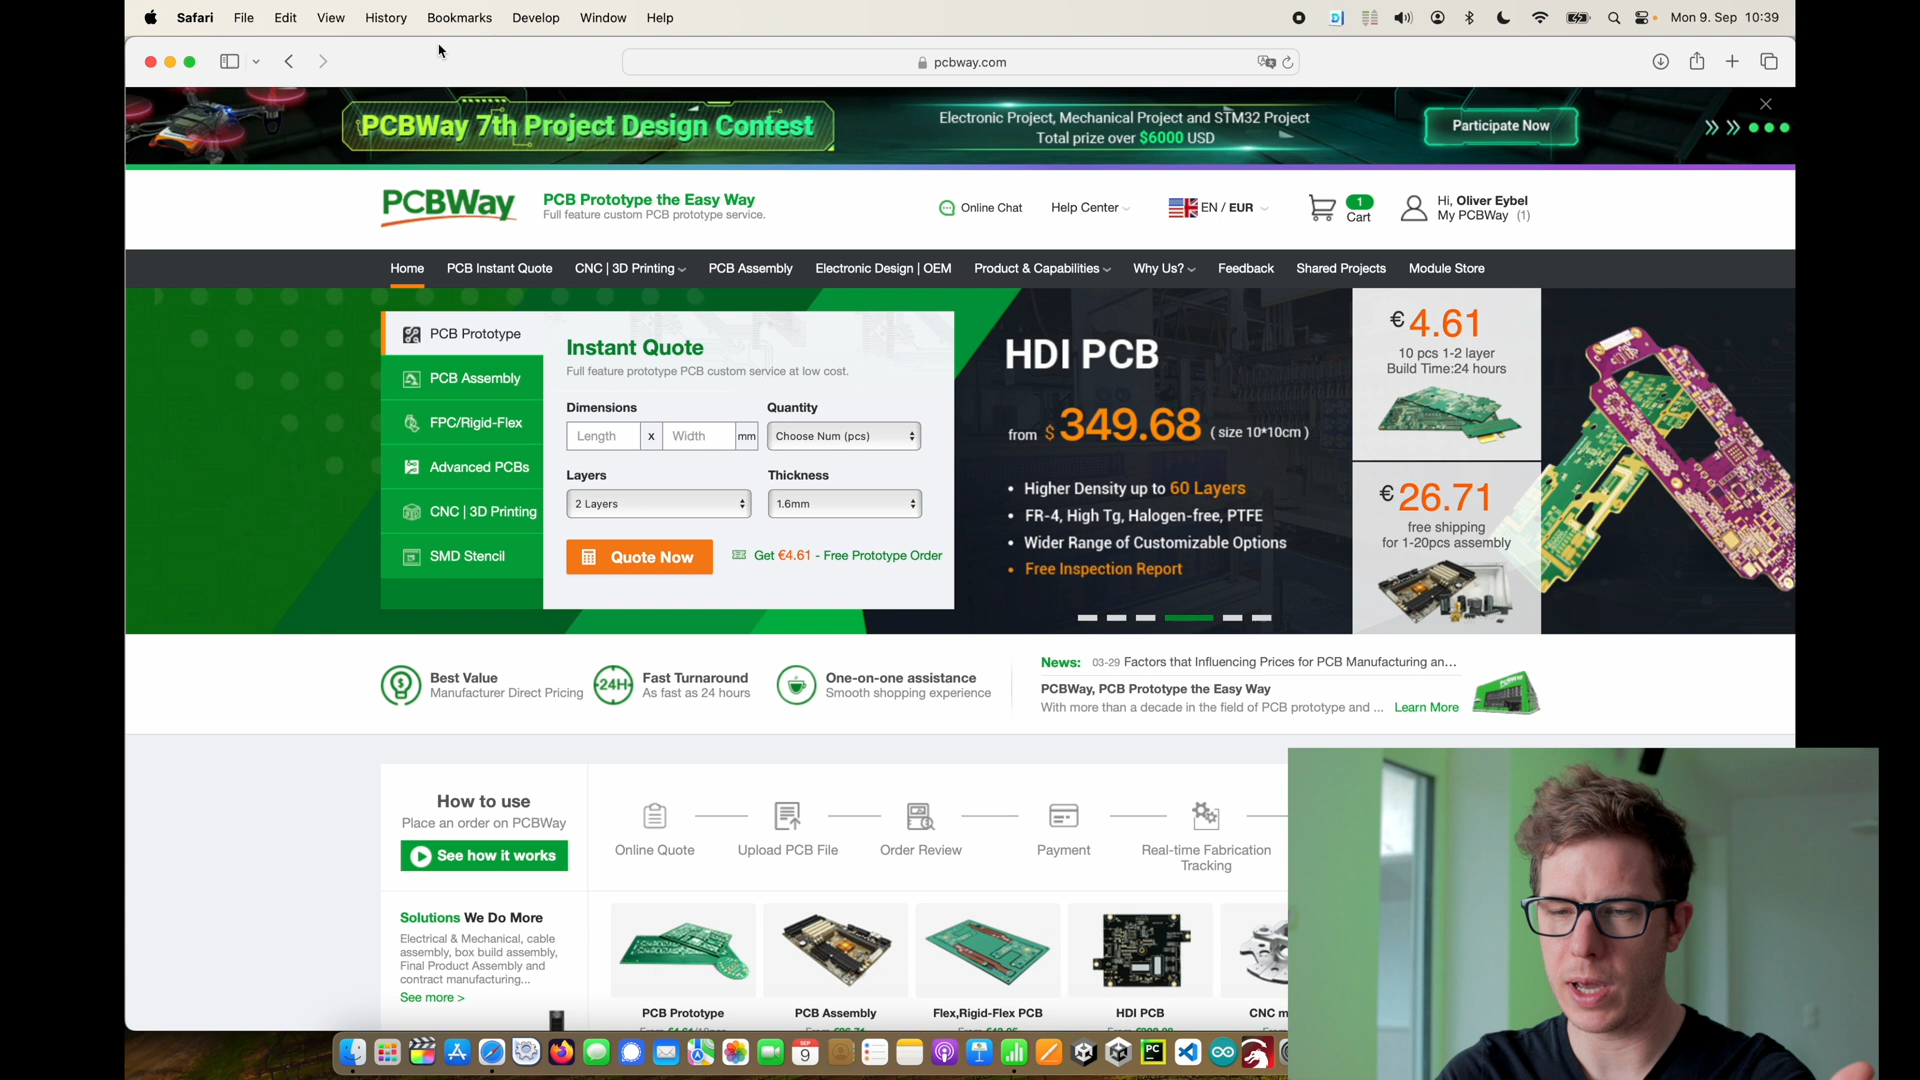 Safari File Edit View History Bookmarks Develop Window Help Mon 9. Sep 10:39
pcbway.com
PCBWay 7th Project Design Contest
Electronic Project, Mechanical Project and STM32 Project
Total prize over $6000 USD
Participate Now
PCBWay
PCB Prototype the Easy Way
Full feature custom PCB prototype service.
Online Chat
Help Center
EN / EUR
1
Cart
Hi, Oliver Eybel
My PCBWay (1)
Home PCB Instant Quote CNC | 3D Printing PCB Assembly Electronic Design | OEM Product & Capabilities Why Us? Feedback Shared Projects Module Store
PCB Prototype
PCB Assembly
FPC/Rigid-Flex
Advanced PCBs
CNC | 3D Printing
SMD Stencil
Instant Quote
Full feature prototype PCB custom service at low cost.
Dimensions Quantity
Length x Width mm Choose Num (pcs)
Layers Thickness
2 Layers 1.6mm
Quote Now Get €4.61 - Free Prototype Order
HDI PCB
from $ 349.68 ( size 10*10cm )
• Higher Density up to 60 Layers
• FR-4, High Tg, Halogen-free, PTFE
• Wider Range of Customizable Options
• Free Inspection Report
€4.61
10 pcs 1-2 layer
Build Time:24 hours
€26.71
free shipping
for 1-20pcs assembly
Best Value
Manufacturer Direct Pricing
24H
Fast Turnaround
As fast as 24 hours
One-on-one assistance
Smooth shopping experience
News: 03-29 Factors that Influencing Prices for PCB Manufacturing an...
PCBWay, PCB Prototype the Easy Way
With more than a decade in the field of PCB prototype and ... Learn More
How to use
Place an order on PCBWay
See how it works
Online Quote
Upload PCB File
Order Review
Payment
Real-time Fabrication
Tracking
Solutions We Do More
Electrical & Mechanical, cable
assembly, box build assembly,
Final Product Assembly and
contract manufacturing...
See more >
PCB Prototype
PCB Assembly
Flex,Rigid-Flex PCB
HDI PCB
CNC m
SEP
9
PC